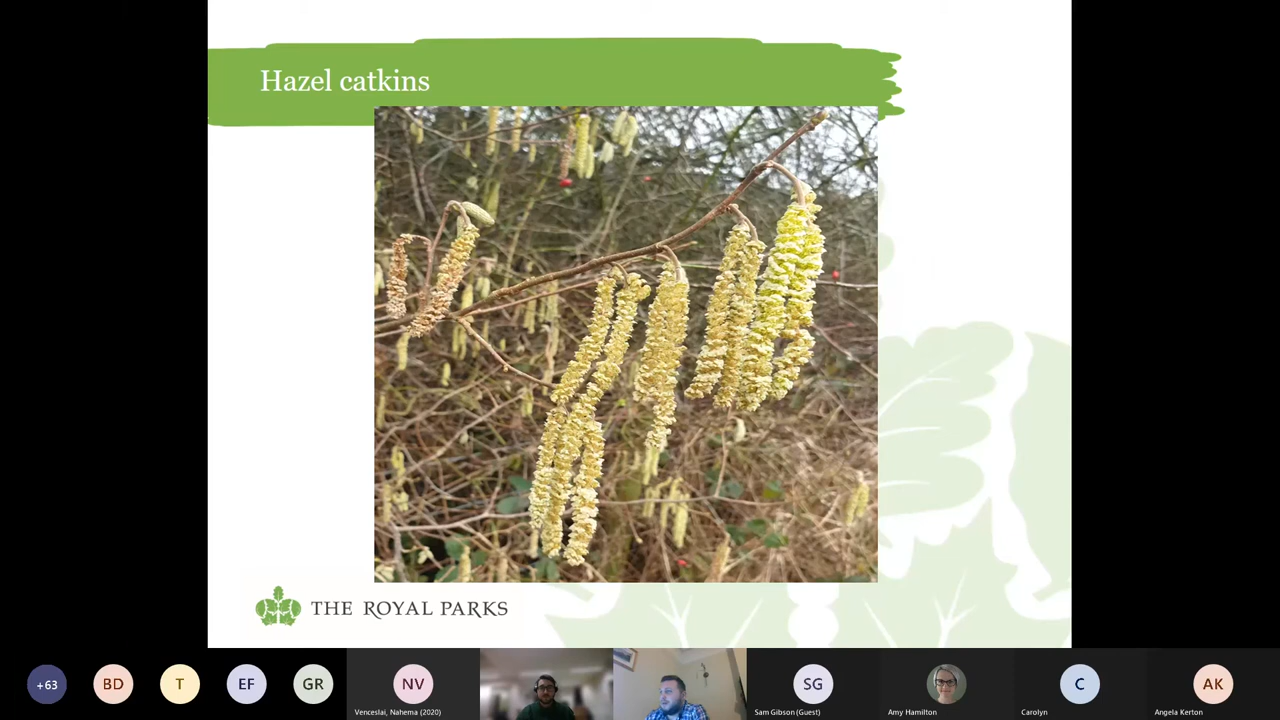 Hazel catkins
THE ROYAL PARKS
+63
BD
T
EF
GR
NV
SG
C
AK
Venceslai, Nahema (2020)
Sam Gibson (Guest)
Amy Hamilton
Carolyn
Angela Kerton